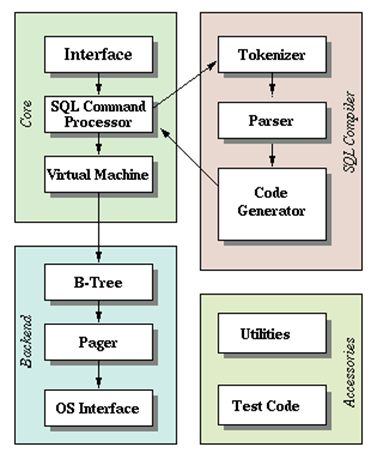 Core
Interface
SQL Command
Processor
Virtual Machine
SQL Compiler
Tokenizer
Parser
Code
Generator
Backend
B-Tree
Pager
OS Interface
Accessories
Utilities
Test Code